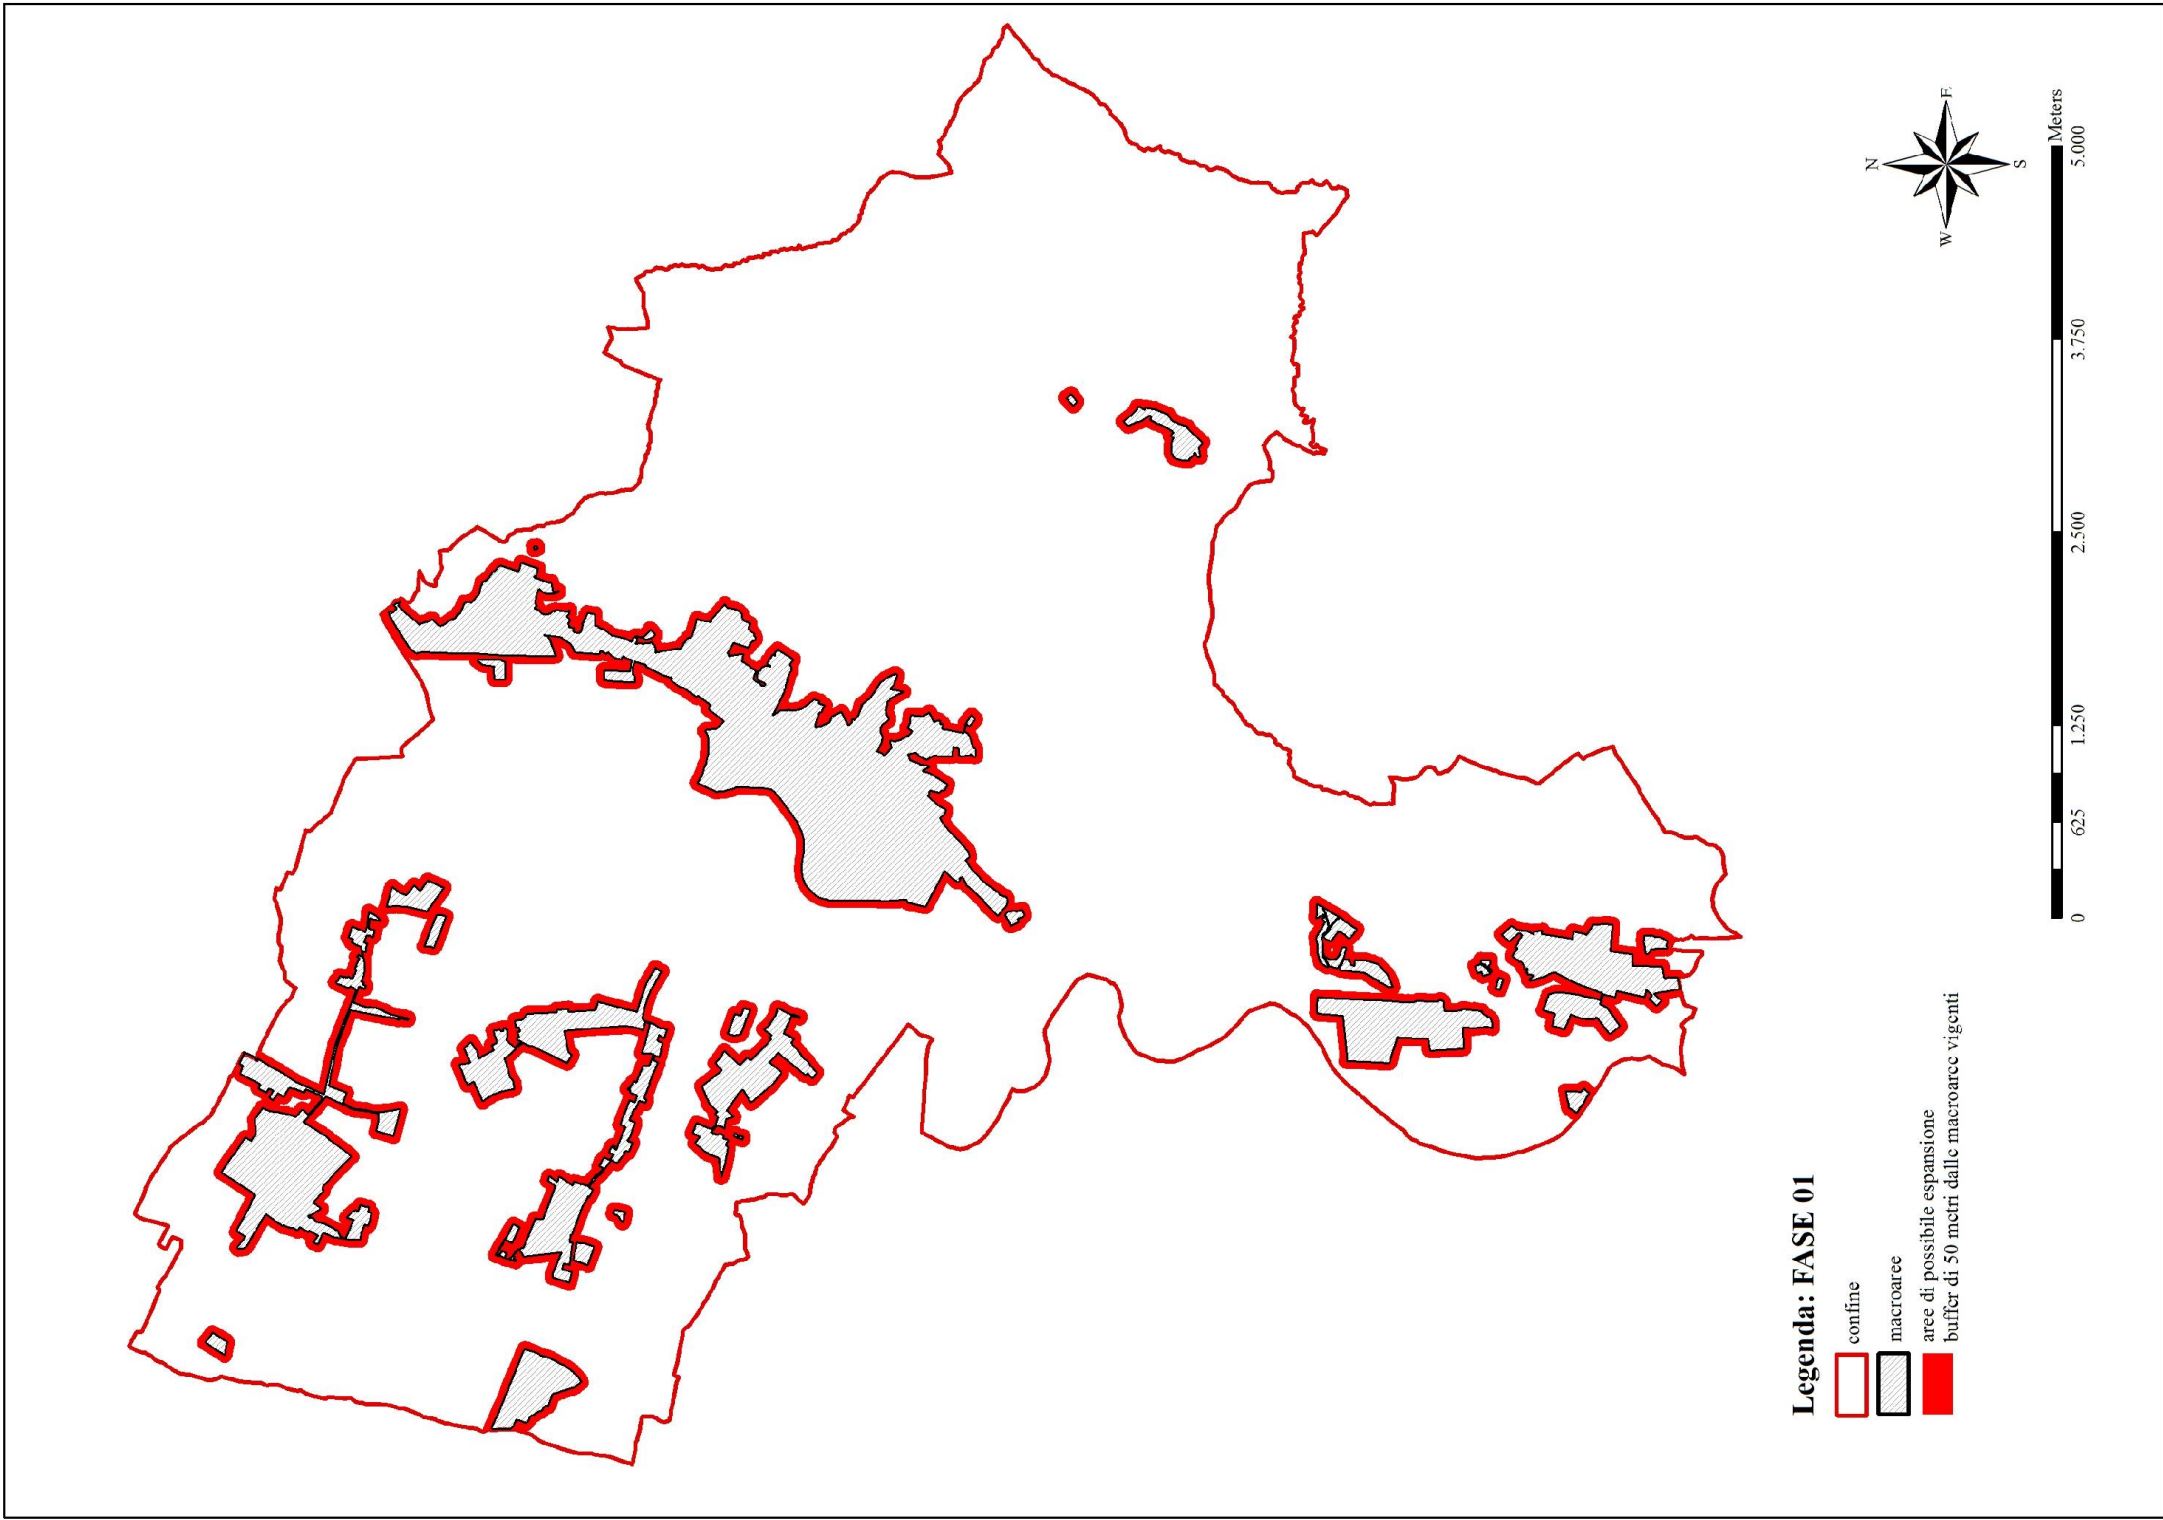 Legenda: FASE 01
confine
macroaree
aree di possibile espansione
buffer di 50 metri dalle macroaree vigenti
N
W
E
S
0
625
1.250
2.500
3.750
5.000
Meters